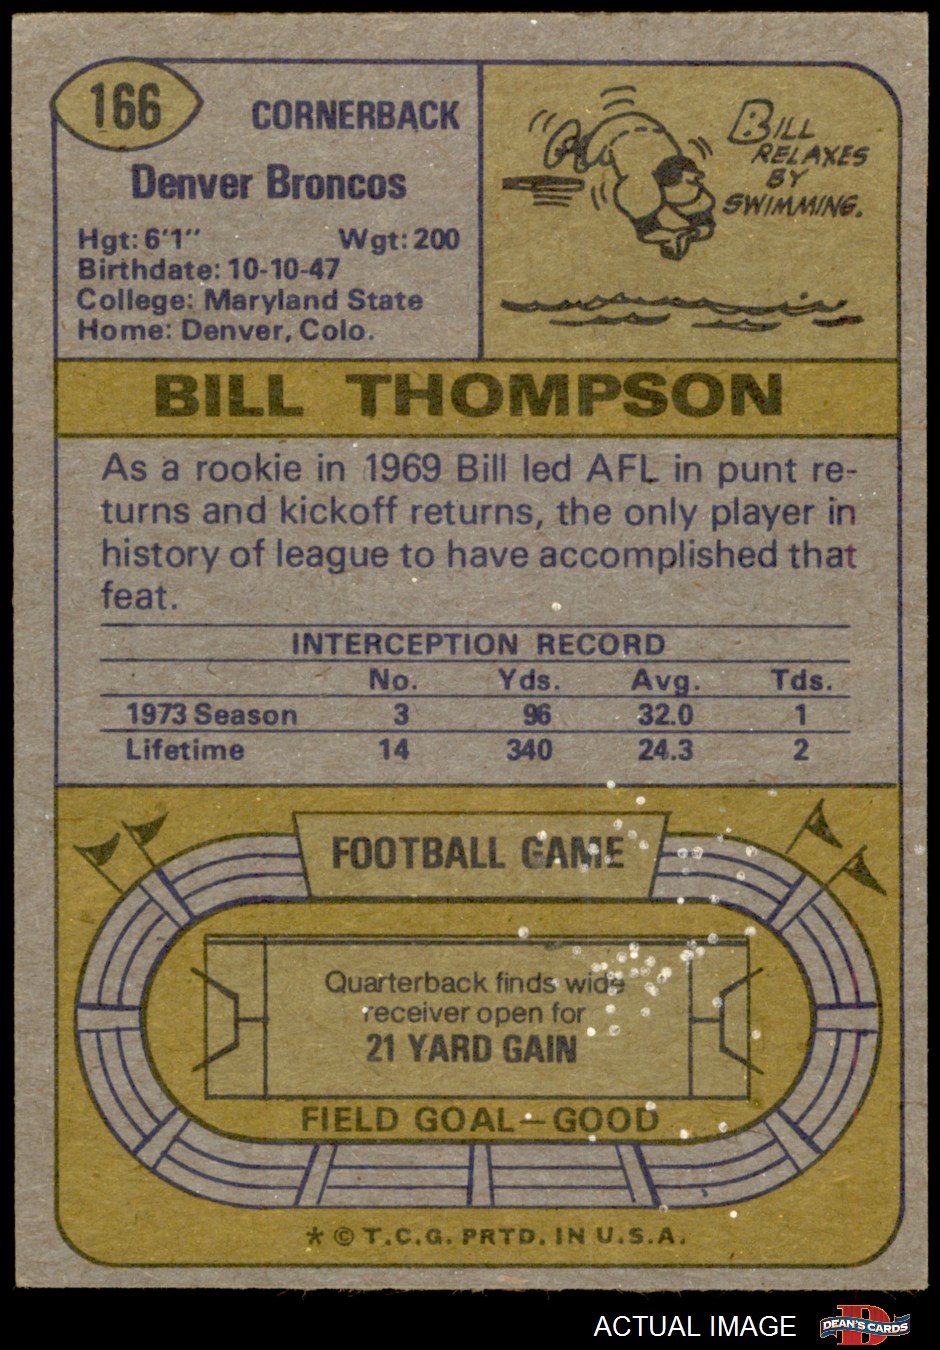 166
CORNERBACK
Denver Broncos
Hgt: 6'1" Wgt: 200
Birthdate: 10-10-47
College: Maryland State
Home: Denver, Colo.
BILL
RELAXES
BY
SWIMMING.
BILL THOMPSON
As a rookie in 1969 Bill led AFL in punt re-
turns and kickoff returns, the only player in
history of league to have accomplished that
feat.
INTERCEPTION RECORD
No. Yds. Avg. Tds.
1973 Season 3 96 32.0 1
Lifetime 14 340 24.3 2
FOOTBALL GAME
Quarterback finds wide
receiver open for
21 YARD GAIN
FIELD GOAL—GOOD
* © T.C.G. PRTD. IN U.S.A.
ACTUAL IMAGE
D
DEAN'S CARDS